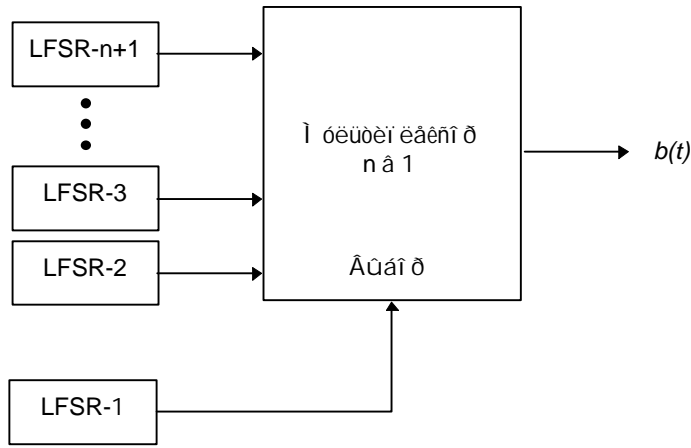 LFSR-n+1
LFSR-3
LFSR-2
LFSR-1
Ì óëüòèï ëåêñî ð
n â 1
Âûáî ð
b(t)